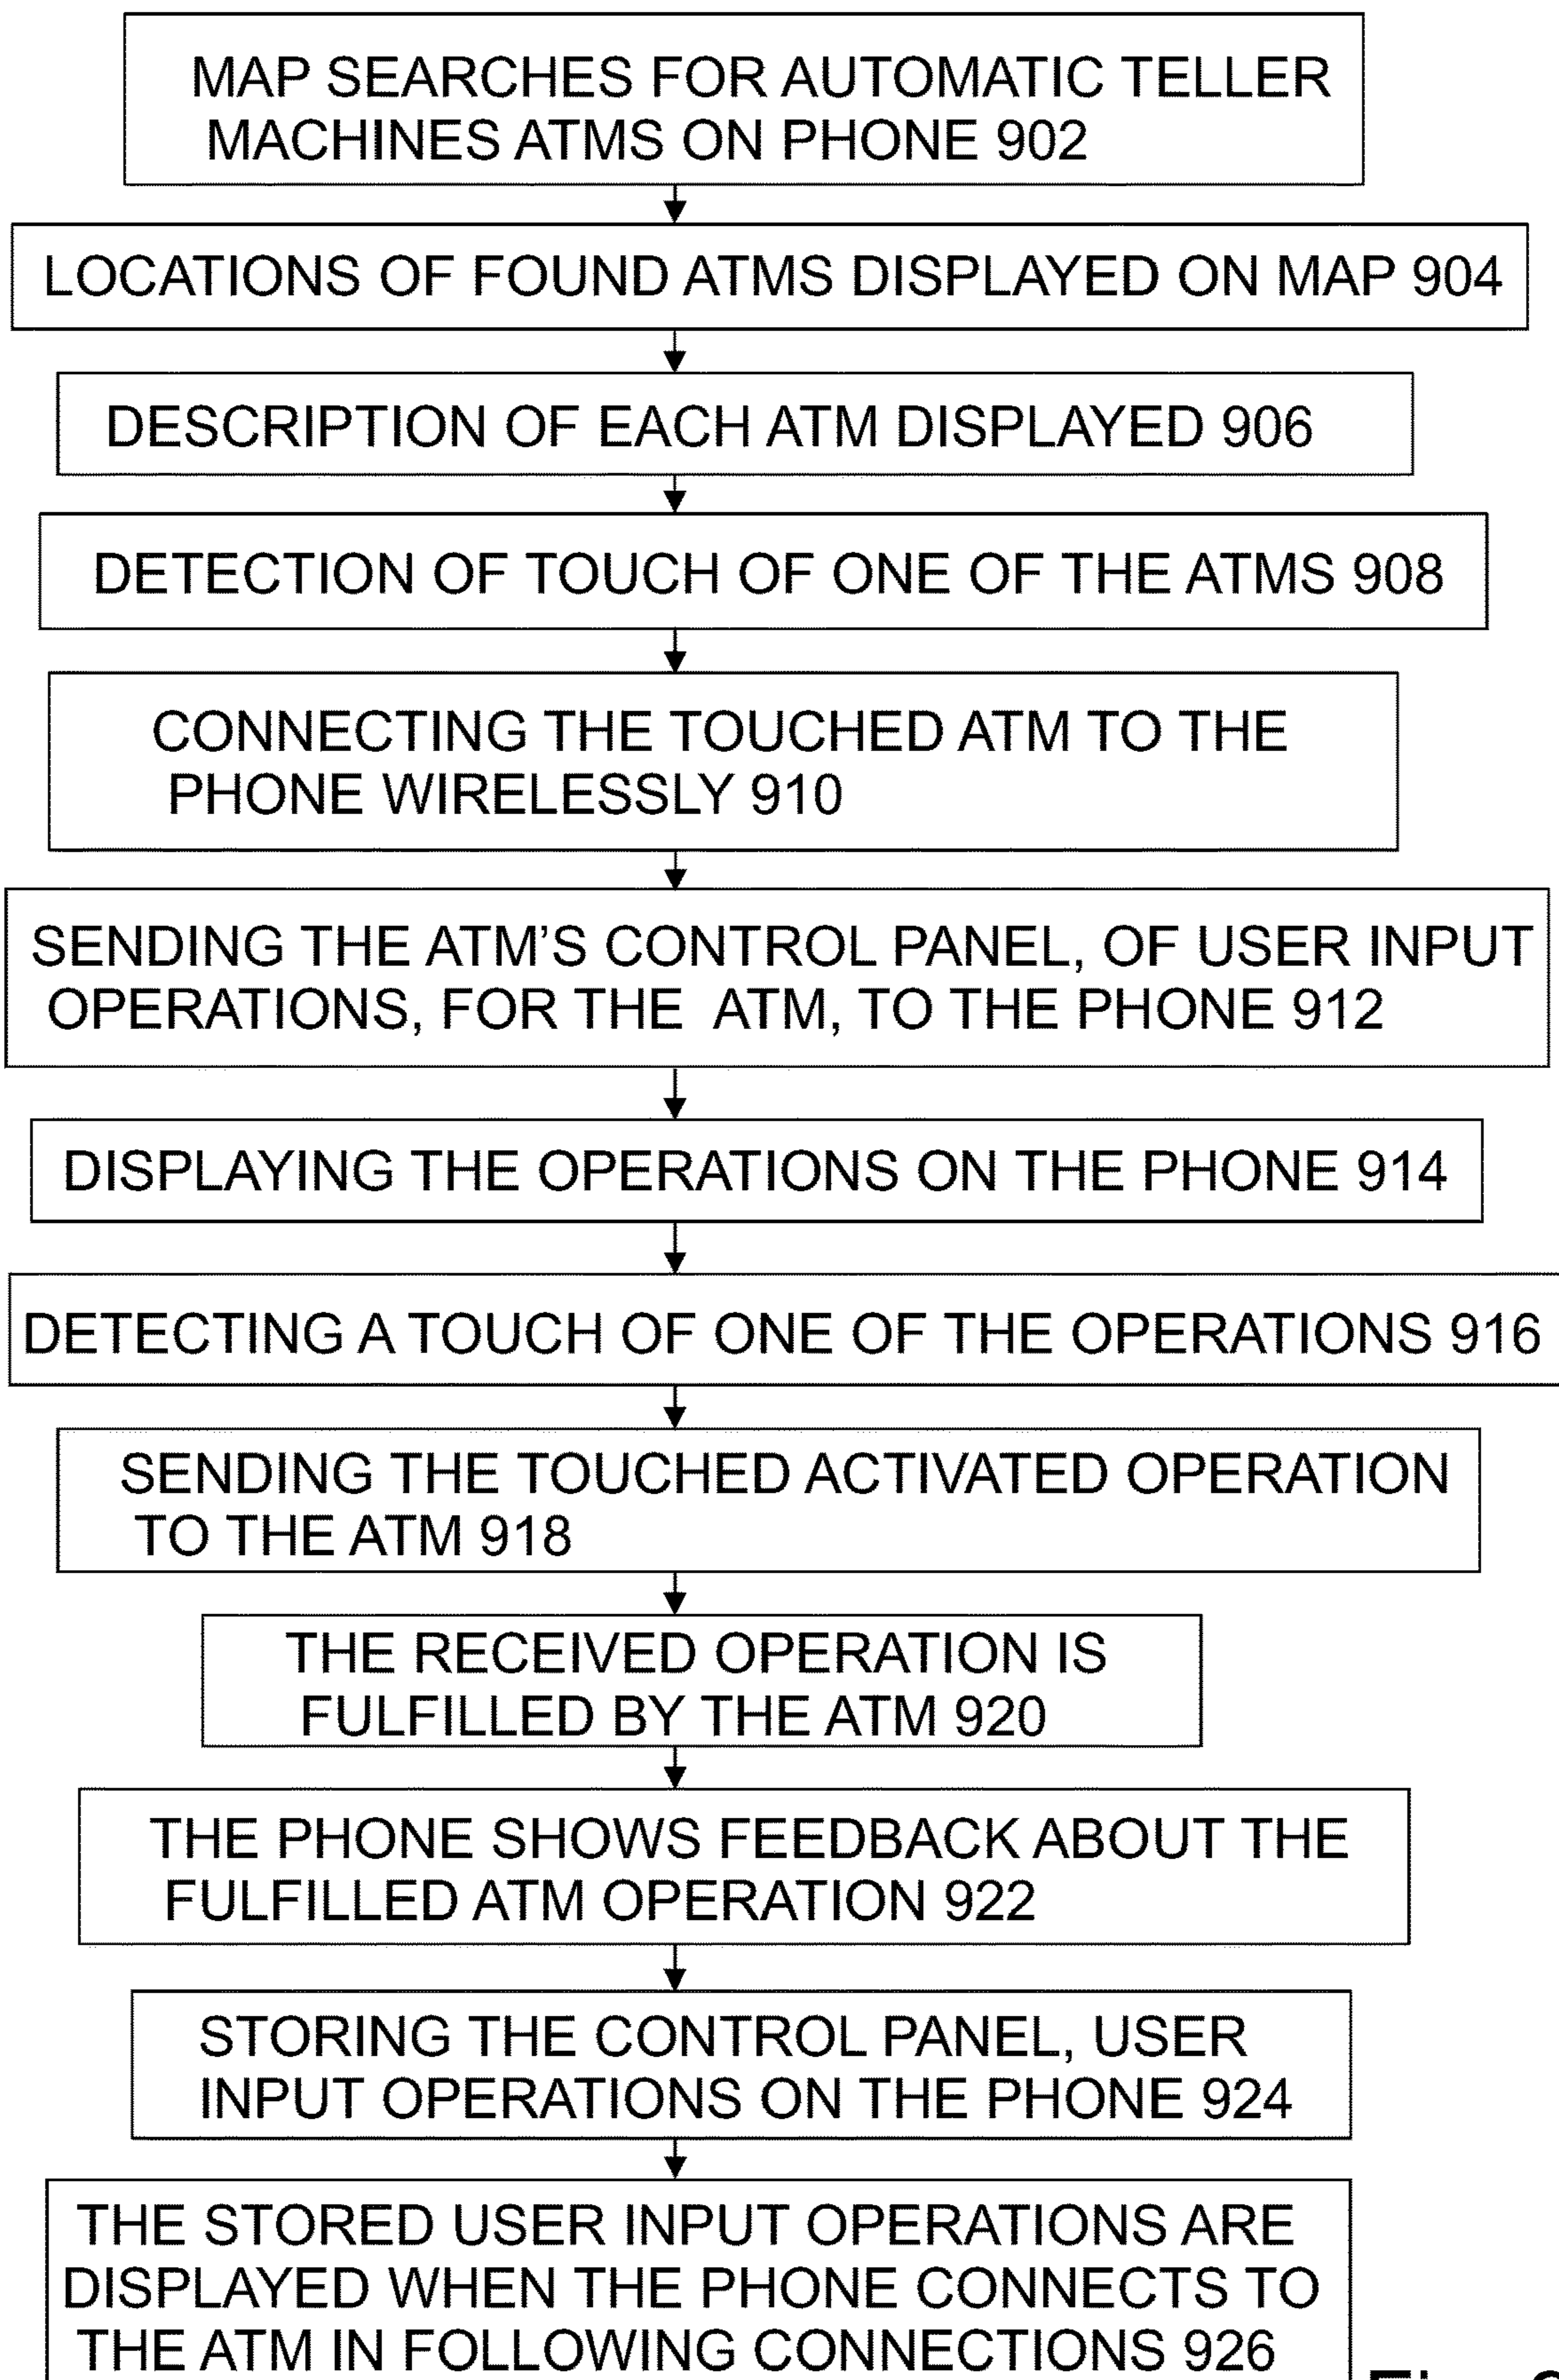 MAP SEARCHES FOR AUTOMATIC TELLER
MACHINES ATMS ON PHONE 902
LOCATIONS OF FOUND ATMS DISPLAYED ON MAP 904
DESCRIPTION OF EACH ATM DISPLAYED 906
DETECTION OF TOUCH OF ONE OF THE ATMS 908
CONNECTING THE TOUCHED ATM TO THE
PHONE WIRELESSLY 910
SENDING THE ATM'S CONTROL PANEL, OF USER INPUT
OPERATIONS, FOR THE ATM, TO THE PHONE 912
DISPLAYING THE OPERATIONS ON THE PHONE 914
DETECTING A TOUCH OF ONE OF THE OPERATIONS 916
SENDING THE TOUCHED ACTIVATED OPERATION
TO THE ATM 918
THE RECEIVED OPERATION IS
FULFILLED BY THE ATM 920
THE PHONE SHOWS FEEDBACK ABOUT THE
FULFILLED ATM OPERATION 922
STORING THE CONTROL PANEL, USER
INPUT OPERATIONS ON THE PHONE 924
THE STORED USER INPUT OPERATIONS ARE
DISPLAYED WHEN THE PHONE CONNECTS TO
THE ATM IN FOLLOWING CONNECTIONS 926